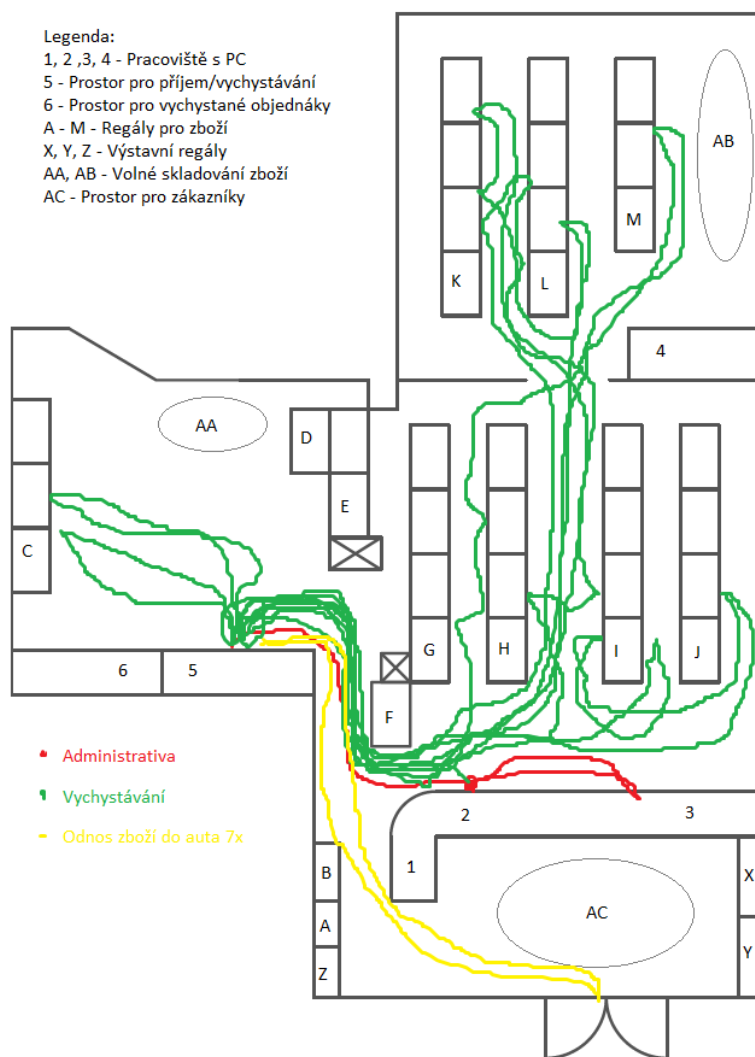 Legenda:
1, 2 ,3, 4 - Pracoviště s PC
5 - Prostor pro příjem/vychystávání
6 - Prostor pro vychystané objednáky
A - M - Regály pro zboží
X, Y, Z - Výstavní regály
AA, AB - Volné skladování zboží
AC - Prostor pro zákazníky
AB
M
K
L
4
AA
D
E
C
G
H
I
J
6
5
F
Administrativa
Vychystávání
Odnos zboží do auta 7x
2
3
1
B
X
A
AC
Y
Z